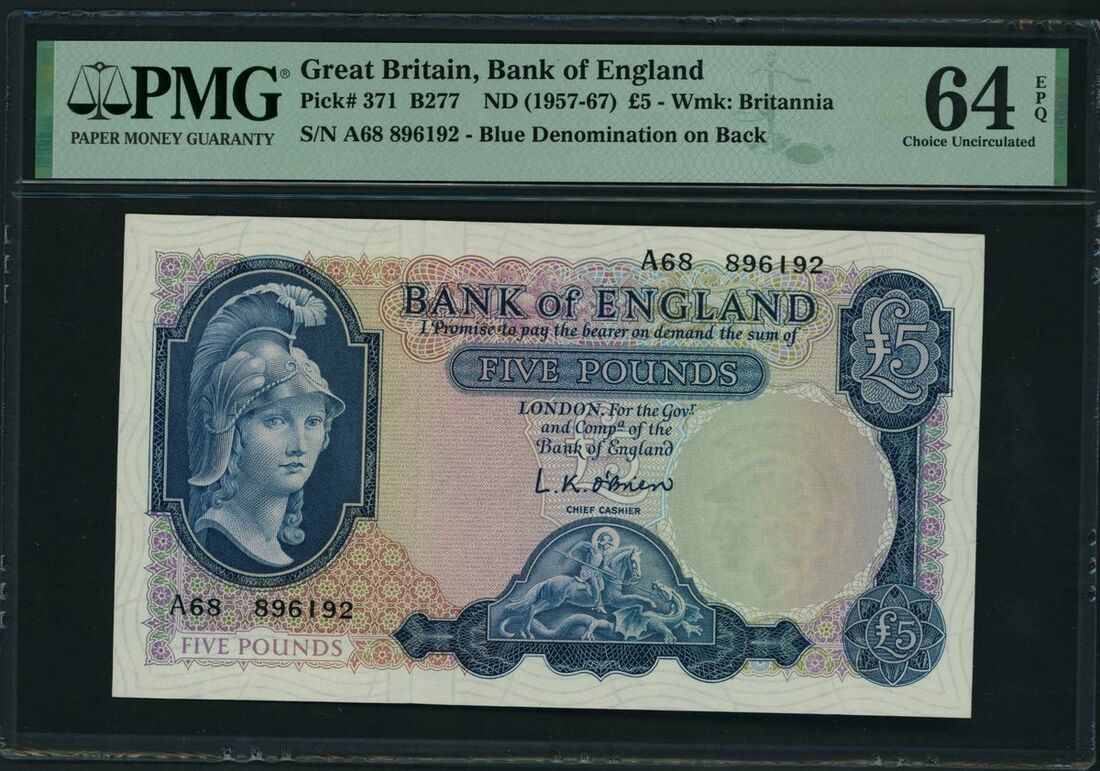 PMG®
PAPER MONEY GUARANTY
Great Britain, Bank of England
Pick# 371 B277 ND (1957-67) £5 - Wmk: Britannia
S/N A68 896192 - Blue Denomination on Back
64
EPQ
Choice Uncirculated
A68 896192
BANK of ENGLAND
I Promise to pay the bearer on demand the sum of
£5
FIVE POUNDS
LONDON, For the Govr
and Compa of the
Bank of England
£5
L.K. O'Brien
CHIEF CASHIER
A68 896192
FIVE POUNDS
£5